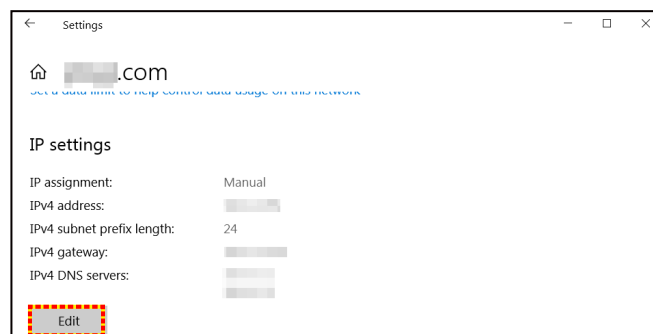 Settings
.com
Set a data limit to help control data usage on this network
IP settings
IP assignment: Manual
IPv4 address:
IPv4 subnet prefix length: 24
IPv4 gateway:
IPv4 DNS servers:
Edit